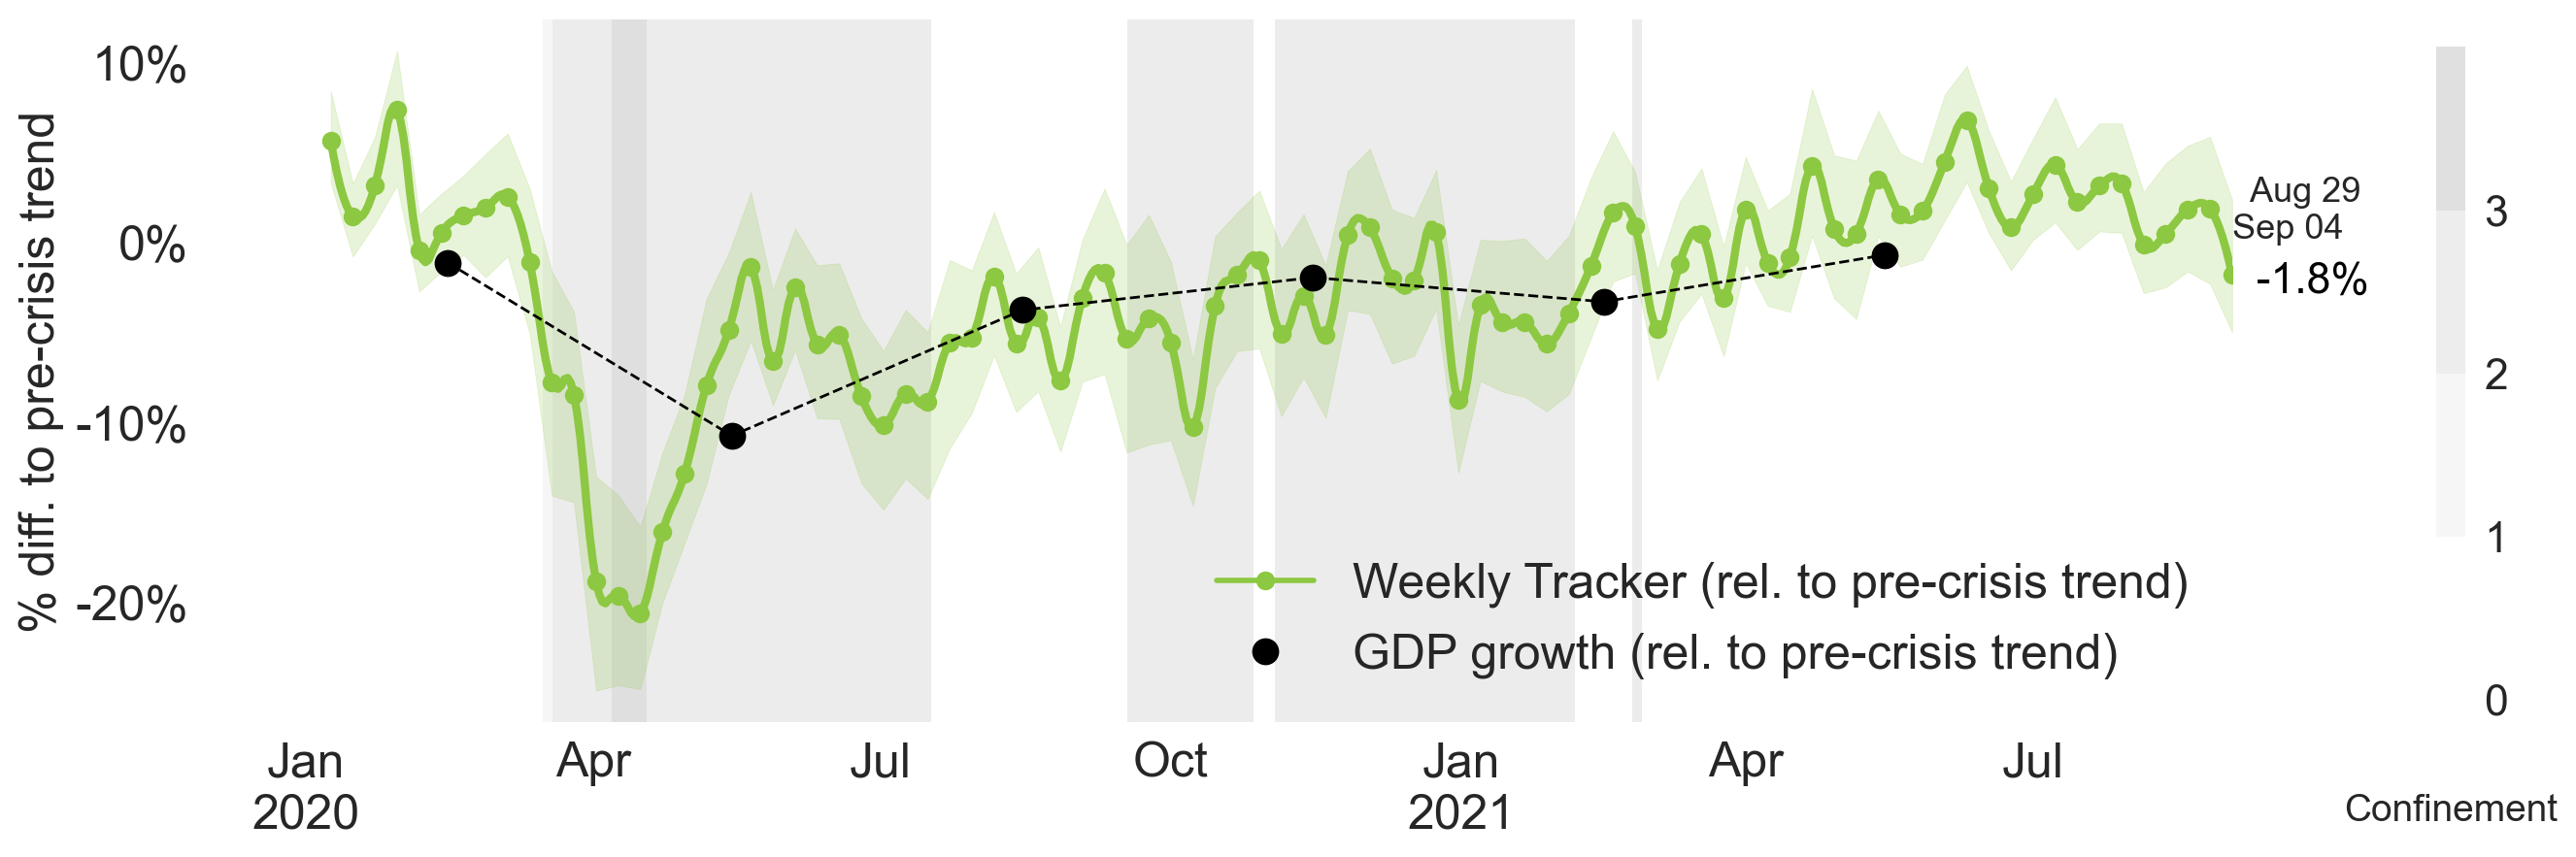 % diff. to pre-crisis trend
10%
0%
-10%
-20%
Aug 29
Sep 04
-1.8%
Weekly Tracker (rel. to pre-crisis trend)
GDP growth (rel. to pre-crisis trend)
Jan
2020
Apr
Jul
Oct
Jan
2021
Apr
Jul
3
2
1
0
Confinement